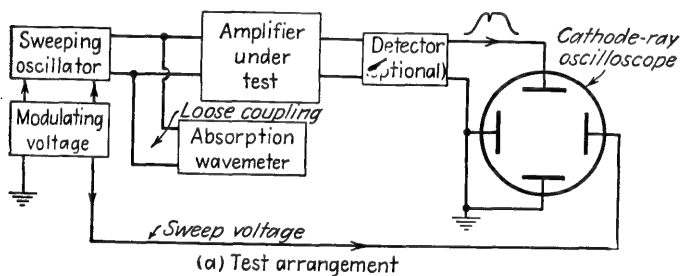 Sweeping
oscillator
Amplifier
under
test
Detector
(optional)
Cathode-ray
oscilloscope
Modulating
voltage
Loose coupling
Absorption
wavemeter
Sweep voltage
(a) Test arrangement